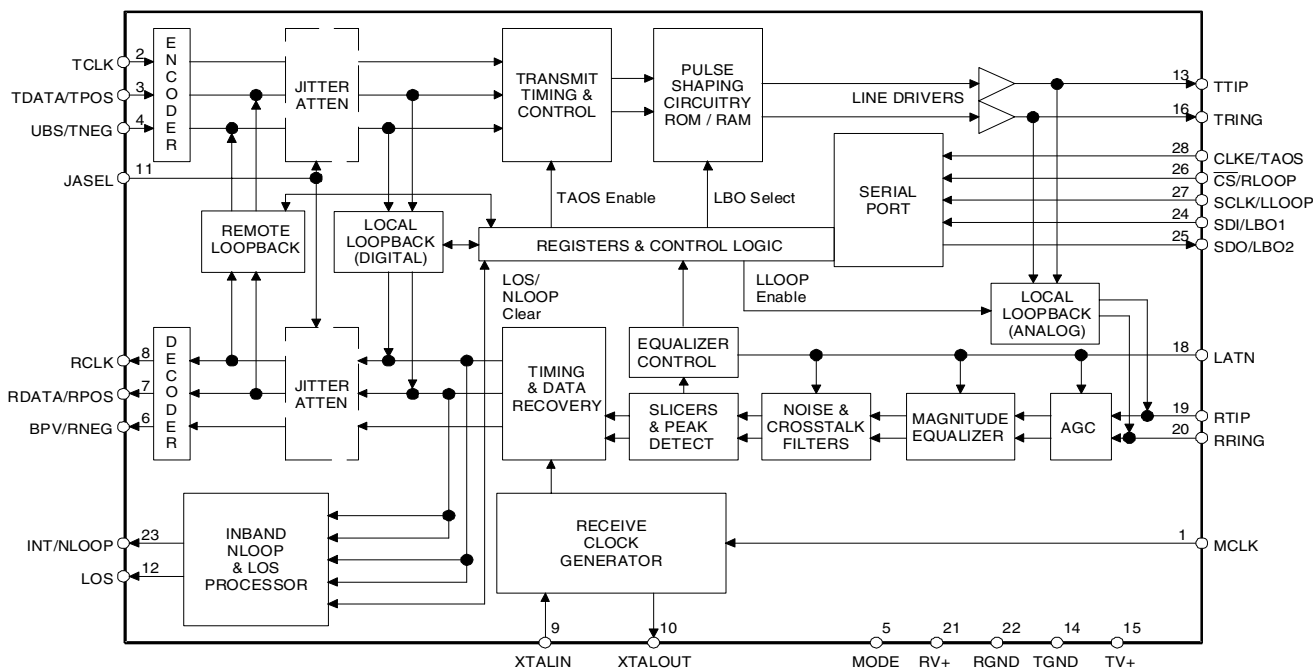 TCLK
2
TDATA/TPOS
3
UBS/TNEG
4
JASEL
11
E
N
C
O
D
E
R
JITTER
ATTEN
TRANSMIT
TIMING &
CONTROL
PULSE
SHAPING
CIRCUITRY
ROM / RAM
LINE DRIVERS
13
TTIP
16
TRING
28
CLKE/TAOS
26
CS/RLOOP
27
SCLK/LLOOP
24
SDI/LBO1
25
SDO/LBO2
SERIAL
PORT
TAOS Enable
LBO Select
REMOTE
LOOPBACK
LOCAL
LOOPBACK
(DIGITAL)
REGISTERS & CONTROL LOGIC
LOS/
NLOOP
Clear
LLOOP
Enable
LOCAL
LOOPBACK
(ANALOG)
RCLK
8
RDATA/RPOS
7
BPV/RNEG
6
D
E
C
O
D
E
R
JITTER
ATTEN
TIMING
& DATA
RECOVERY
EQUALIZER
CONTROL
SLICERS
& PEAK
DETECT
NOISE &
CROSSTALK
FILTERS
MAGNITUDE
EQUALIZER
AGC
18
LATN
19
RTIP
20
RRING
INT/NLOOP
23
LOS
12
INBAND
NLOOP
& LOS
PROCESSOR
RECEIVE
CLOCK
GENERATOR
1
MCLK
9
10
5
21
22
14
15
XTALIN
XTALOUT
MODE
RV+
RGND
TGND
TV+